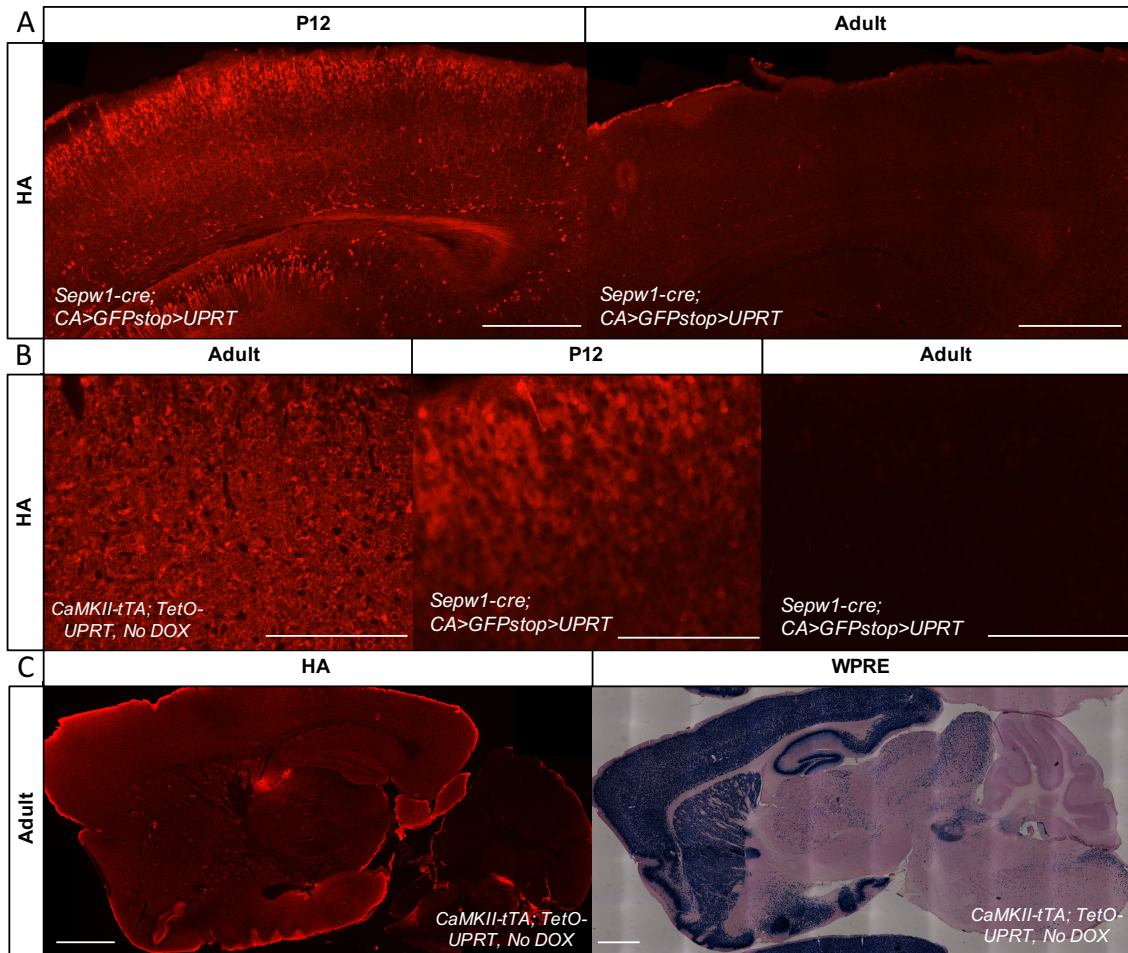 A
P12
Adult
HA
Sepw1-cre;
CA>GFPstop>UPRT
Sepw1-cre;
CA>GFPstop>UPRT
B
Adult
P12
Adult
HA
CaMKII-tTA; TetO-
UPRT, No DOX
Sepw1-cre;
CA>GFPstop>UPRT
Sepw1-cre;
CA>GFPstop>UPRT
C
HA
WPRE
Adult
CaMKII-tTA; TetO-
UPRT, No DOX
CaMKII-tTA; TetO-
UPRT, No DOX